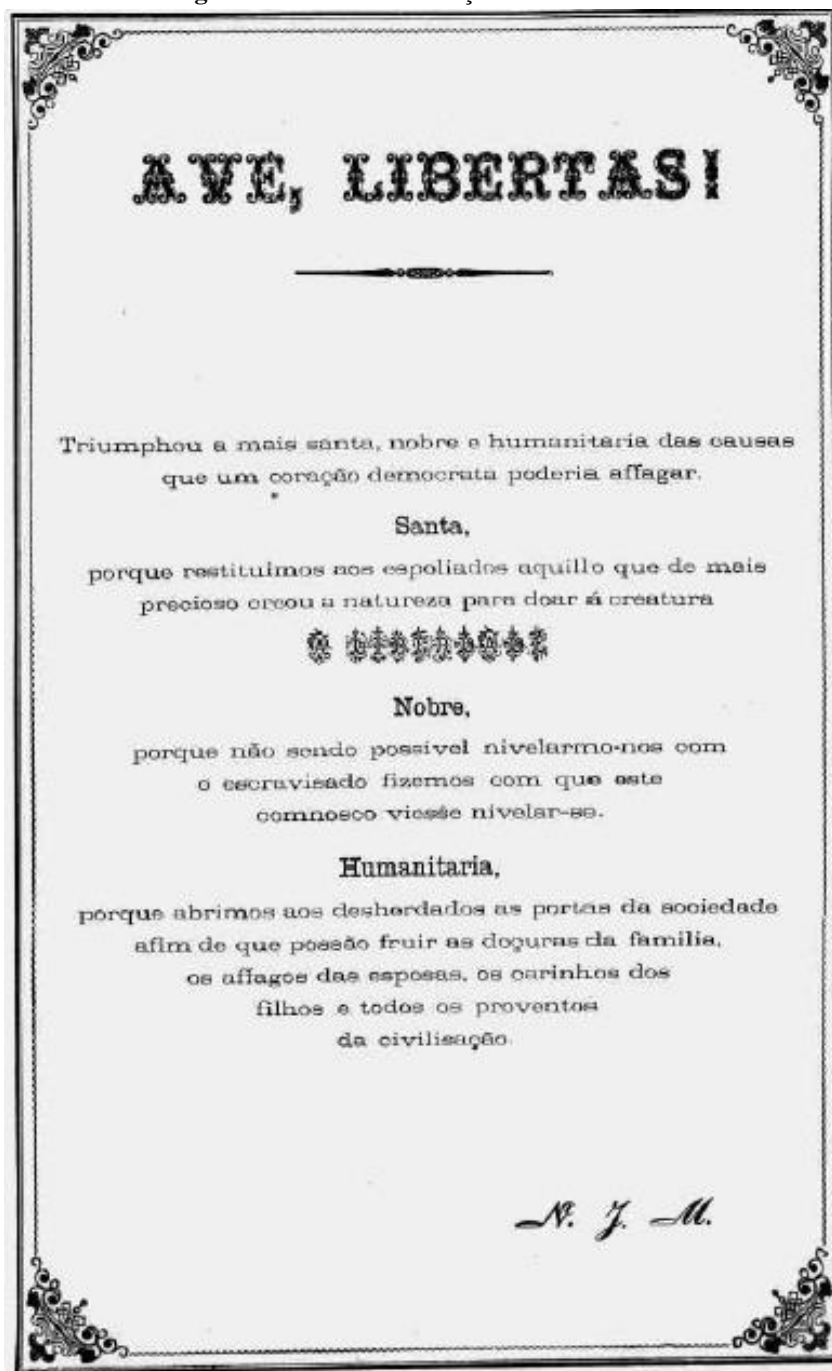 AVE, LIBERTAS!
Triumphou a mais santa, nobre e humanitaria das causas
que um coração democrata poderia affagar.
Santa,
porque restituimos aos espoliados aquillo que de mais
precioso creou a natureza para doar á creatura
A LIBERDADE
Nobre,
porque não sendo possivel nivelarmo-nos com
o escravisado fizemos com que este
comnosco viesse nivelar-se.
Humanitaria,
porque abrimos aos desherdados as portas da sociedade
afim de que possão fruir as doçuras da familia,
os affagos das esposas, os carinhos dos
filhos e todos os proventos
da civilisação.
N. J. M.